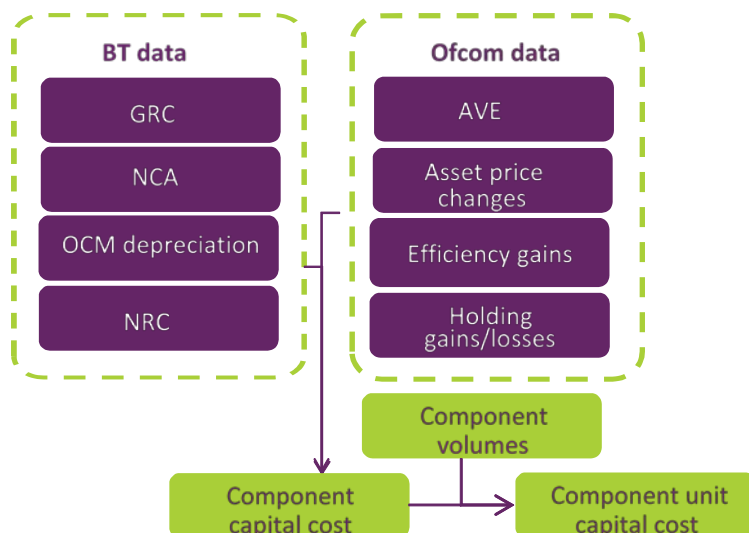 BT data
GRC
NCA
OCM depreciation
NRC
Ofcom data
AVE
Asset price
changes
Efficiency gains
Holding
gains/losses
Component
volumes
Component
capital cost
Component unit
capital cost